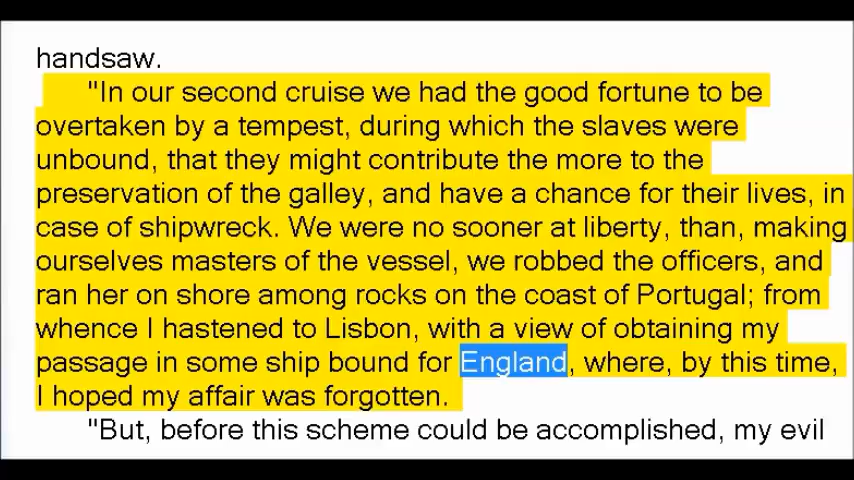 handsaw.
"In our second cruise we had the good fortune to be
overtaken by a tempest, during which the slaves were
unbound, that they might contribute the more to the
preservation of the galley, and have a chance for their lives, in
case of shipwreck. We were no sooner at liberty, than, making
ourselves masters of the vessel, we robbed the officers, and
ran her on shore among rocks on the coast of Portugal; from
whence I hastened to Lisbon, with a view of obtaining my
passage in some ship bound for England, where, by this time,
I hoped my affair was forgotten.
"But, before this scheme could be accomplished, my evil